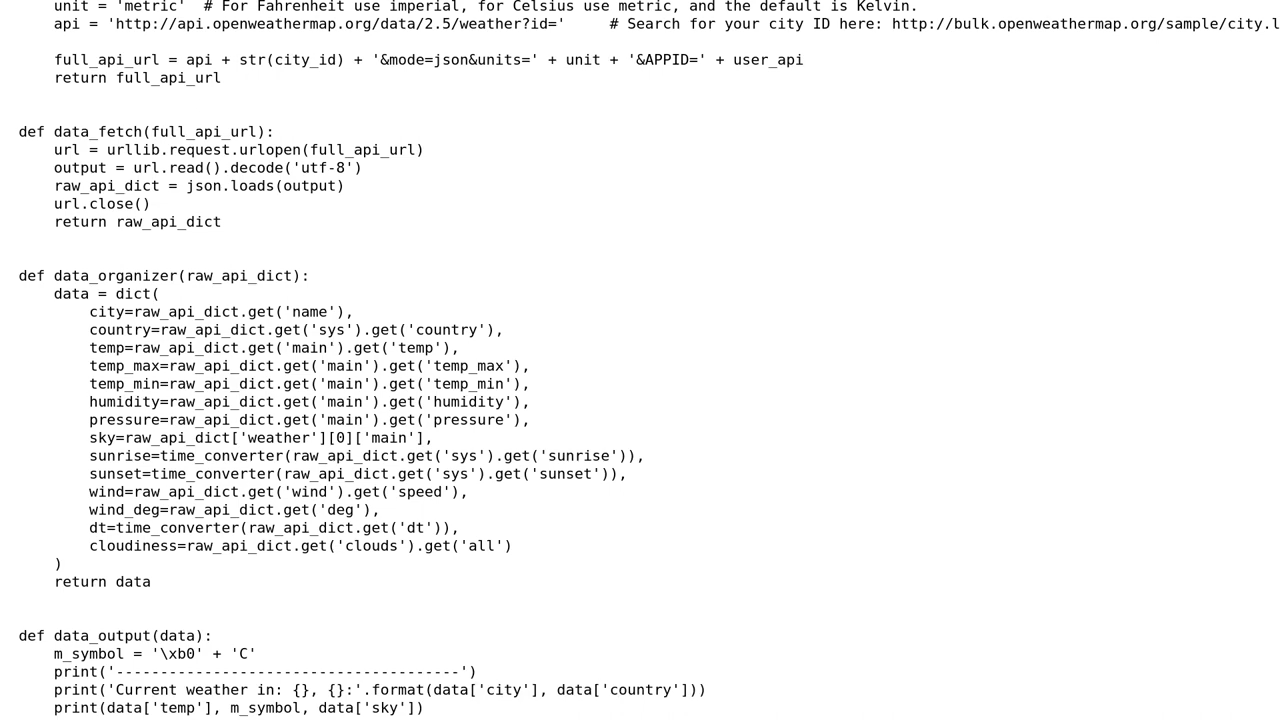 unit = 'metric'  # For Fahrenheit use imperial, for Celsius use metric, and the default is Kelvin.
    api = 'http://api.openweathermap.org/data/2.5/weather?id='     # Search for your city ID here: http://bulk.openweathermap.org/sample/city.l

    full_api_url = api + str(city_id) + '&mode=json&units=' + unit + '&APPID=' + user_api
    return full_api_url


def data_fetch(full_api_url):
    url = urllib.request.urlopen(full_api_url)
    output = url.read().decode('utf-8')
    raw_api_dict = json.loads(output)
    url.close()
    return raw_api_dict


def data_organizer(raw_api_dict):
    data = dict(
        city=raw_api_dict.get('name'),
        country=raw_api_dict.get('sys').get('country'),
        temp=raw_api_dict.get('main').get('temp'),
        temp_max=raw_api_dict.get('main').get('temp_max'),
        temp_min=raw_api_dict.get('main').get('temp_min'),
        humidity=raw_api_dict.get('main').get('humidity'),
        pressure=raw_api_dict.get('main').get('pressure'),
        sky=raw_api_dict['weather'][0]['main'],
        sunrise=time_converter(raw_api_dict.get('sys').get('sunrise')),
        sunset=time_converter(raw_api_dict.get('sys').get('sunset')),
        wind=raw_api_dict.get('wind').get('speed'),
        wind_deg=raw_api_dict.get('deg'),
        dt=time_converter(raw_api_dict.get('dt')),
        cloudiness=raw_api_dict.get('clouds').get('all')
    )
    return data


def data_output(data):
    m_symbol = '\xb0' + 'C'
    print('---------------------------------------')
    print('Current weather in: {}, {}:'.format(data['city'], data['country']))
    print(data['temp'], m_symbol, data['sky'])